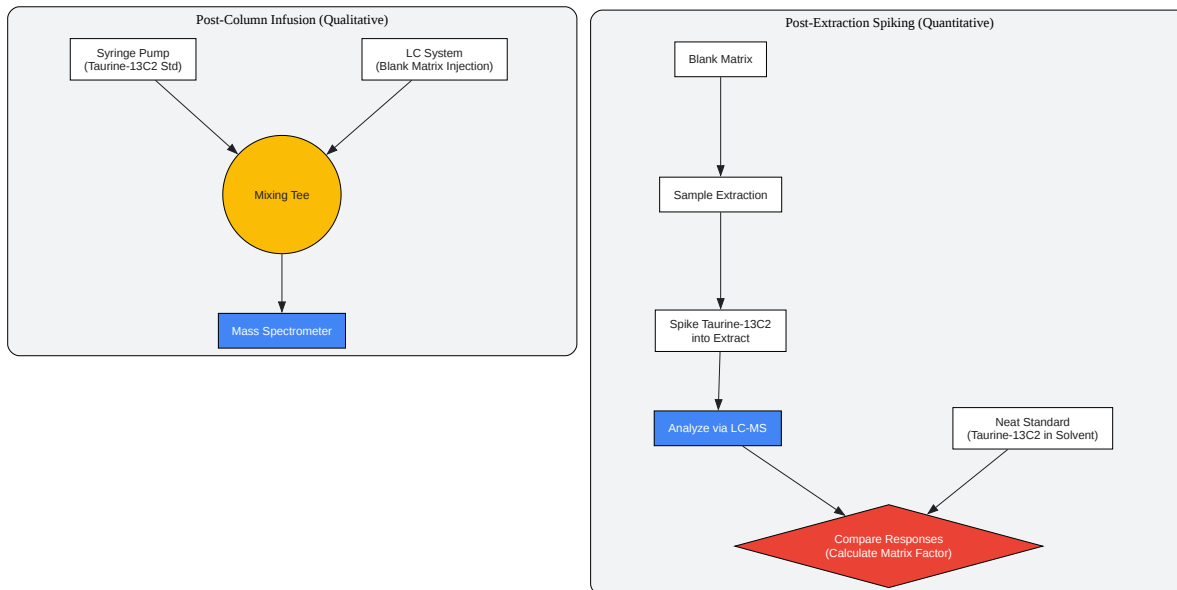 Post-Column Infusion (Qualitative)
Syringe Pump
(Taurine-13C2 Std)
LC System
(Blank Matrix Injection)
Mixing Tee
Mass Spectrometer
Post-Extraction Spiking (Quantitative)
Blank Matrix
Sample Extraction
Spike Taurine-13C2
into Extract
Analyze via LC-MS
Neat Standard
(Taurine-13C2 in Solvent)
Compare Responses
(Calculate Matrix Factor)